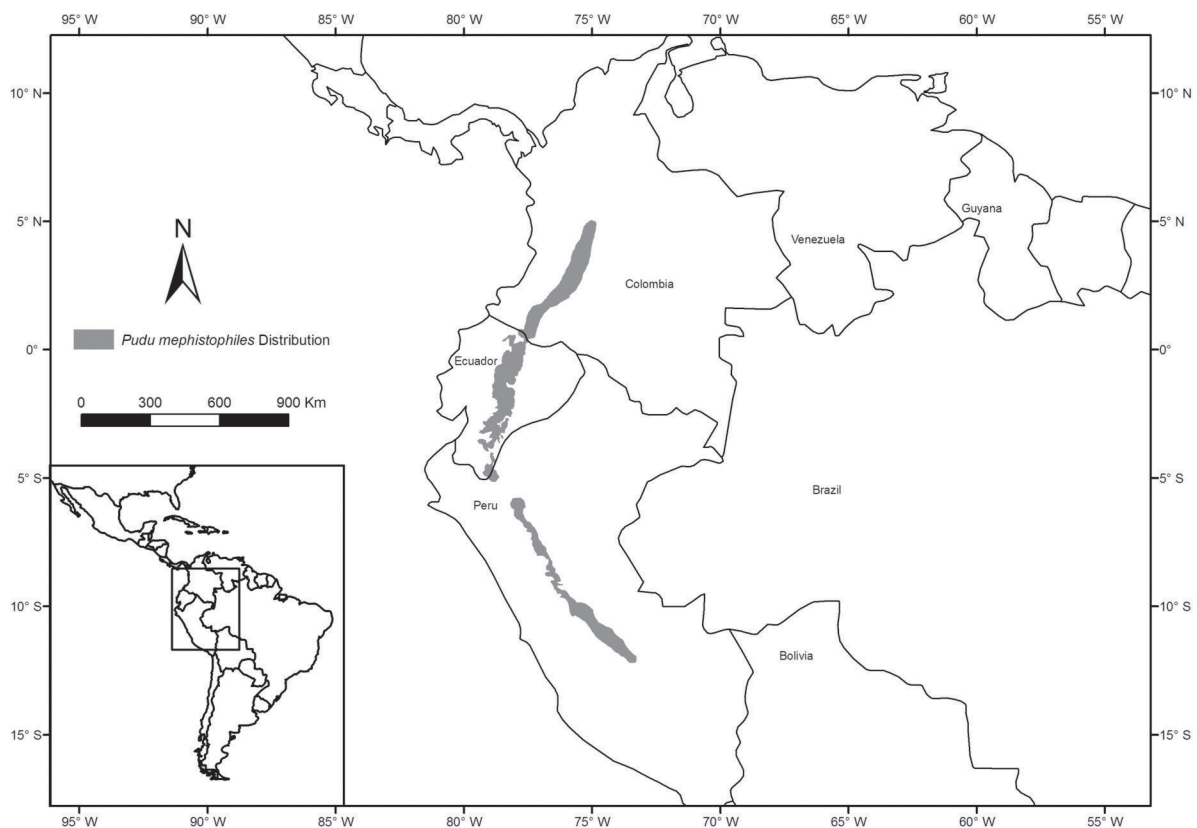 95° W 90° W 85° W 80° W 75° W 70° W 65° W 60° W 55° W
10° N 10° N
5° N 5° N
N
Guyana
Venezuela
Colombia
Pudu mephistophiles Distribution
0° 0°
Ecuador
0 300 600 900 Km
5° S 5° S
Brazil
Peru
10° S 10° S
Bolivia
15° S 15° S
95° W 90° W 85° W 80° W 75° W 70° W 65° W 60° W 55° W